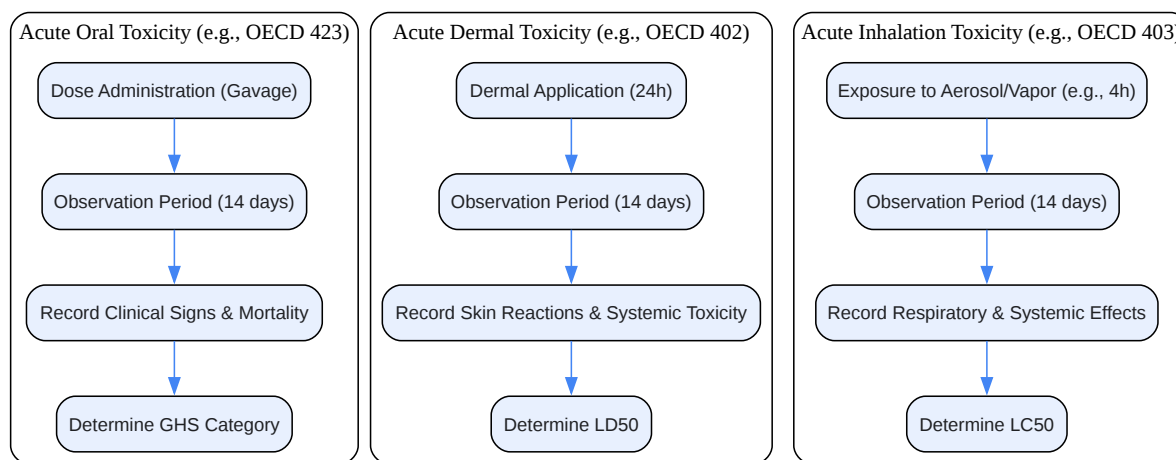 Acute Oral Toxicity (e.g., OECD 423)
Dose Administration (Gavage)
Observation Period (14 days)
Record Clinical Signs & Mortality
Determine GHS Category
Acute Dermal Toxicity (e.g., OECD 402)
Dermal Application (24h)
Observation Period (14 days)
Record Skin Reactions & Systemic Toxicity
Determine LD50
Acute Inhalation Toxicity (e.g., OECD 403)
Exposure to Aerosol/Vapor (e.g., 4h)
Observation Period (14 days)
Record Respiratory & Systemic Effects
Determine LC50